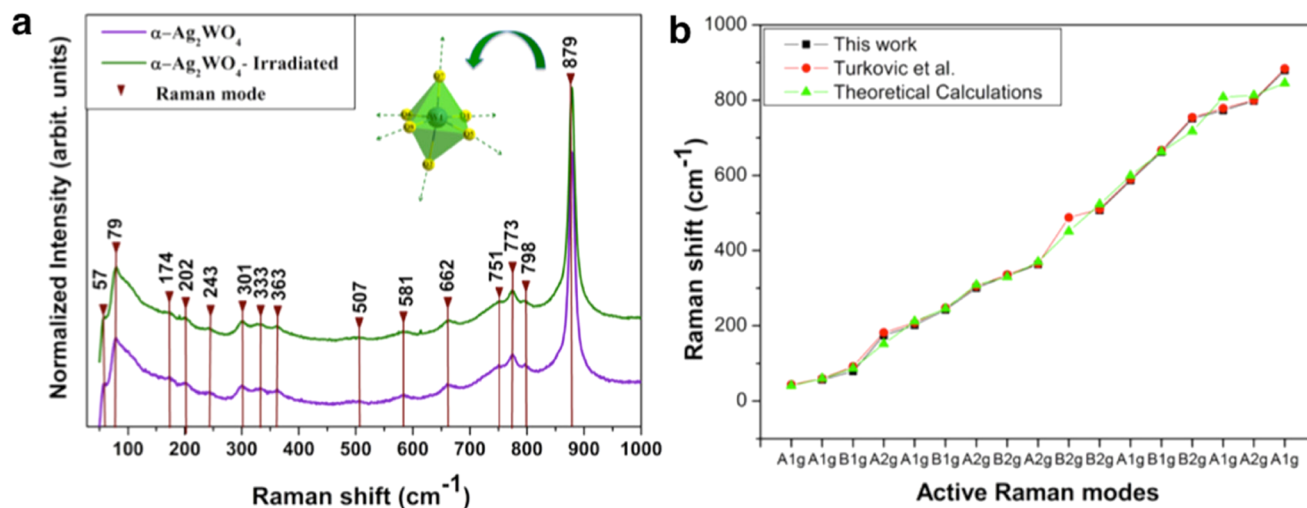 a
α−Ag₂WO₄
α−Ag₂WO₄- Irradiated
Raman mode
Normalized Intensity (arbit. units)
57
79
174
202
243
301
333
363
507
581
662
751
773
798
879
100 200 300 400 500 600 700 800 900 1000
Raman shift (cm⁻¹)
b
This work
Turkovic et al.
Theoretical Calculations
Raman shift (cm⁻¹)
1000
800
600
400
200
0
A1g A1g B1g A2g A1g B1g A2g B2g A2g B2g B2g A1g B1g B2g A1g A2g A1g
Active Raman modes